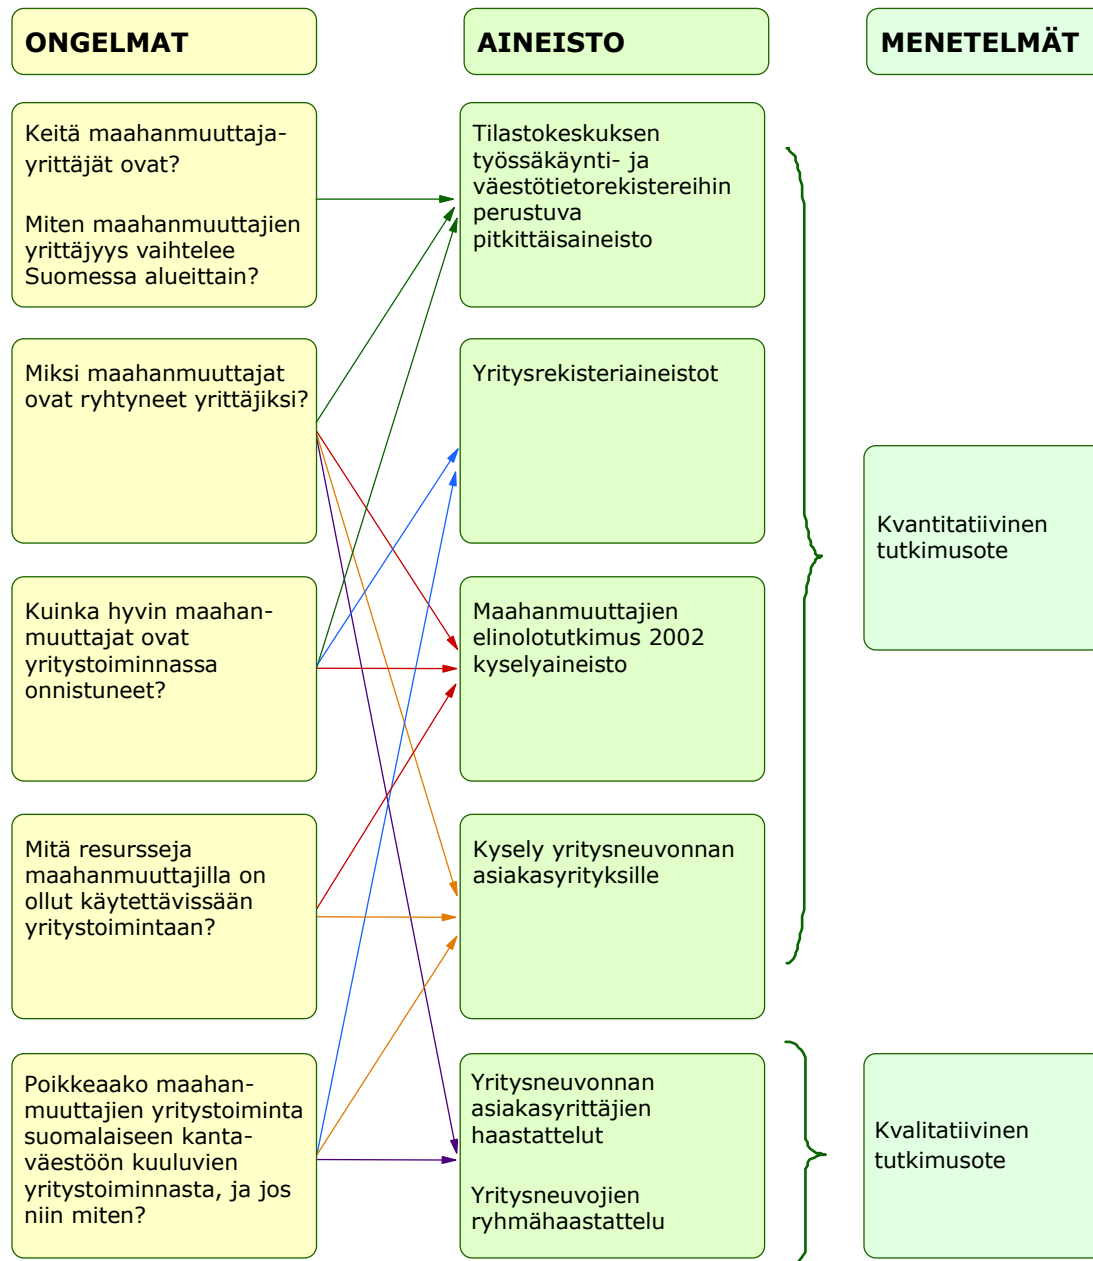 ONGELMAT
AINEISTO
MENETELMÄT
Keitä maahanmuuttaja-
yrittäjät ovat?
Miten maahanmuuttajien
yrittäjyys vaihtelee
Suomessa alueittain?
Tilastokeskuksen
työssäkäynti- ja
väestötietorekistereihin
perustuva
pitkittäisaineisto
Miksi maahanmuuttajat
ovat ryhtyneet yrittäjiksi?
Yritysrekisteriaineistot
Kvantitatiivinen
tutkimusote
Kuinka hyvin maahan-
muuttajat ovat
yritystoiminnassa
onnistuneet?
Maahanmuuttajien
elinolotutkimus 2002
kyselyaineisto
Mitä resursseja
maahanmuuttajilla on
ollut käytettävissään
yritystoimintaan?
Kysely yritysneuvonnan
asiakasyrityksille
Poikkeaako maahan-
muuttajien yritystoiminta
suomalaiseen kanta-
väestöön kuuluvien
yritystoiminnasta, ja jos
niin miten?
Yritysneuvonnan
asiakasyrittäjien
haastattelut
Yritysneuvojien
ryhmähaastattelu
Kvalitatiivinen
tutkimusote